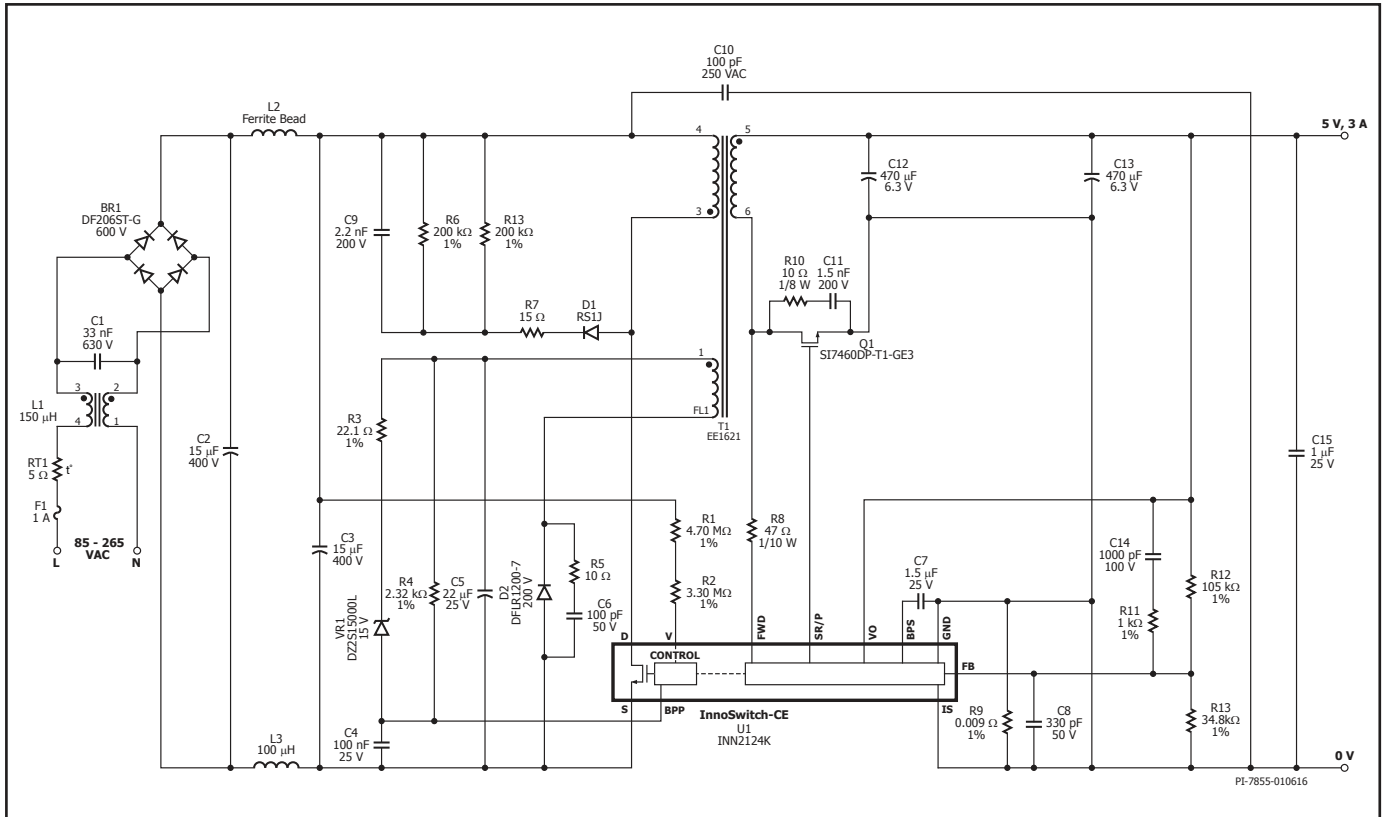 C10
100 pF
250 VAC
L2
Ferrite Bead
4
5
5 V, 3 A
C12
470 μF
6.3 V
C13
470 μF
6.3 V
BR1
DF206ST-G
600 V
C9
2.2 nF
200 V
R6
200 kΩ
1%
R13
200 kΩ
1%
3
6
R10
10 Ω
1/8 W
C11
1.5 nF
200 V
R7
15 Ω
D1
RS1J
C1
33 nF
630 V
Q1
SI7460DP-T1-GE3
1
3
2
L1
150 μH
4
1
FL1
T1
EE1621
R3
22.1 Ω
1%
C2
15 μF
400 V
C15
1 μF
25 V
RT1
5 Ω
t°
F1
1 A
85 - 265
VAC
L
N
C3
15 μF
400 V
R1
4.70 MΩ
1%
R8
47 Ω
1/10 W
C14
1000 pF
100 V
R4
2.32 kΩ
1%
C5
22 μF
25 V
D2
DFLR1200-7
200 V
R5
10 Ω
C7
1.5 μF
25 V
R12
105 kΩ
1%
R2
3.30 MΩ
1%
C6
100 pF
50 V
R11
1 kΩ
1%
VR1
DZ2S15000L
15 V
D
V
FWD
SR/P
VO
BPS
GND
CONTROL
FB
S
BPP
IS
InnoSwitch-CE
U1
INN2124K
R9
0.009 Ω
1%
C8
330 pF
50 V
R13
34.8kΩ
1%
C4
100 nF
25 V
L3
100 μH
0 V
PI-7855-010616